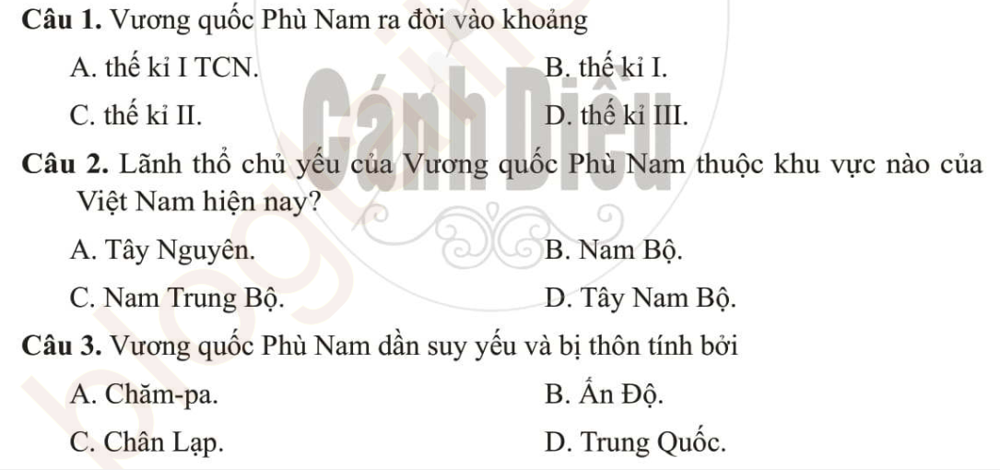 Câu 1. Vương quốc Phù Nam ra đời vào khoảng
A. thế kỉ I TCN. B. thế kỉ I.
C. thế kỉ II. D. thế kỉ III.
Câu 2. Lãnh thổ chủ yếu của Vương quốc Phù Nam thuộc khu vực nào của
Việt Nam hiện nay?
A. Tây Nguyên. B. Nam Bộ.
C. Nam Trung Bộ. D. Tây Nam Bộ.
Câu 3. Vương quốc Phù Nam dần suy yếu và bị thôn tính bởi
A. Chăm-pa. B. Ấn Độ.
C. Chân Lạp. D. Trung Quốc.
Cánh Diều